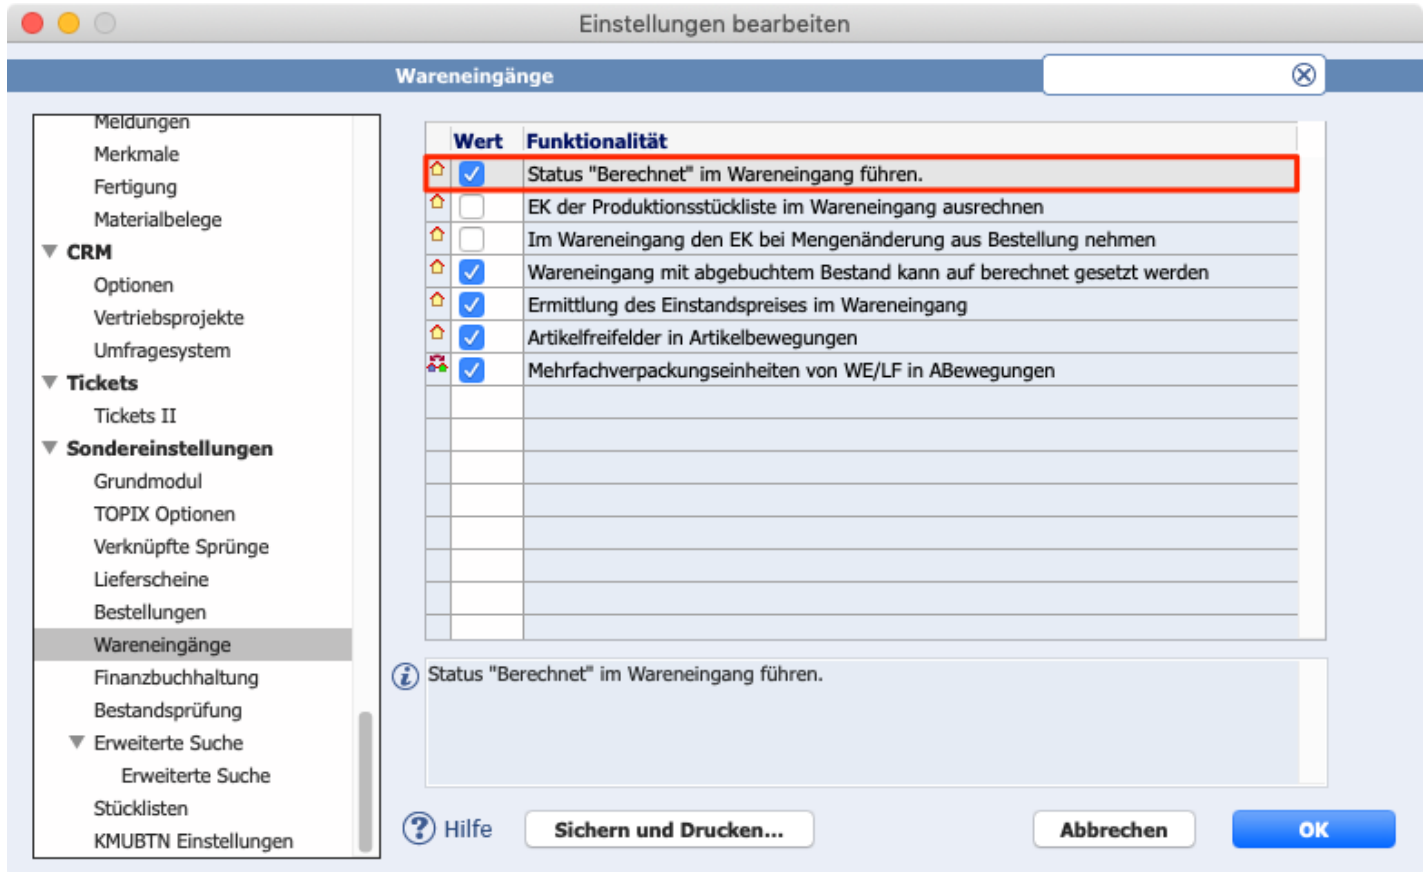 Einstellungen bearbeiten
Wareneingänge
Meldungen
Merkmale
Fertigung
Materialbelege
CRM
Optionen
Vertriebsprojekte
Umfragesystem
Tickets
Tickets II
Sondereinstellungen
Grundmodul
TOPIX Optionen
Verknüpfte Sprünge
Lieferscheine
Bestellungen
Wareneingänge
Finanzbuchhaltung
Bestandsprüfung
Erweiterte Suche
Erweiterte Suche
Stücklisten
KMUBTN Einstellungen
Wert Funktionalität
Status "Berechnet" im Wareneingang führen.
EK der Produktionsstückliste im Wareneingang ausrechnen
Im Wareneingang den EK bei Mengenänderung aus Bestellung nehmen
Wareneingang mit abgebuchtem Bestand kann auf berechnet gesetzt werden
Ermittlung des Einstandspreises im Wareneingang
Artikelfreifelder in Artikelbewegungen
Mehrfachverpackungseinheiten von WE/LF in ABewegungen
Status "Berechnet" im Wareneingang führen.
Hilfe
Sichern und Drucken...
Abbrechen
OK